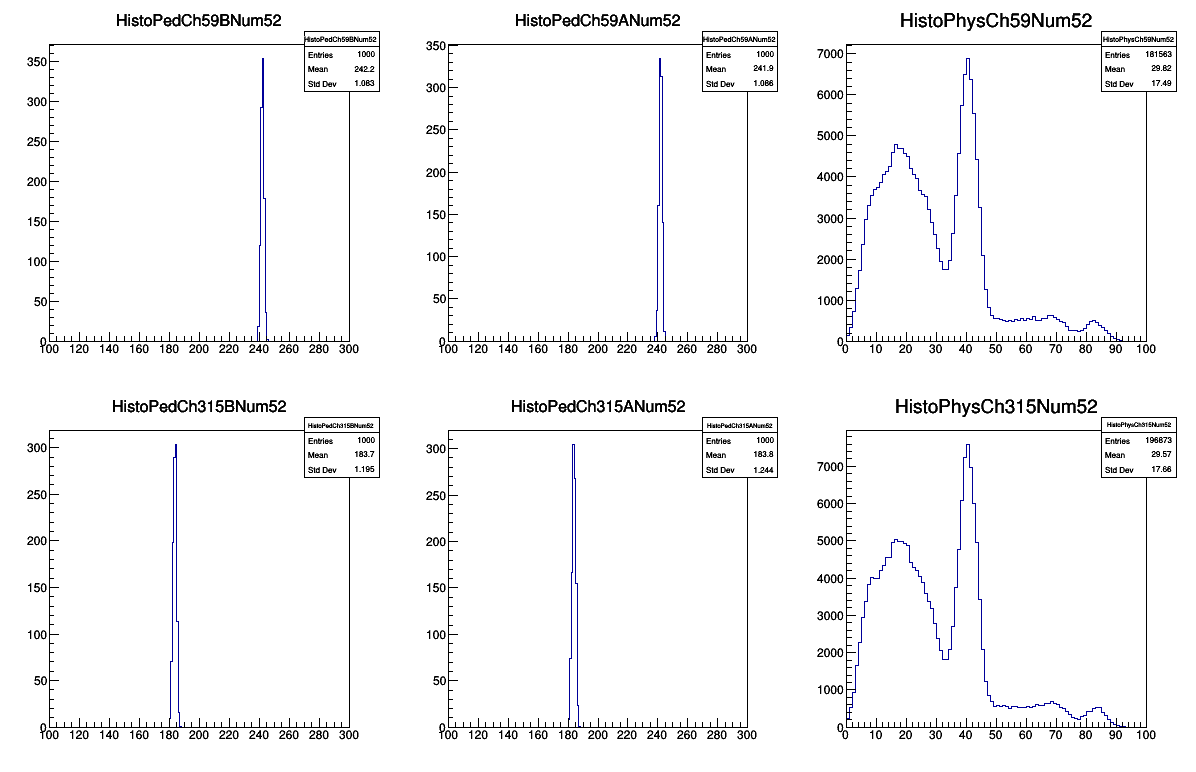 HistoPedCh59BNum52
HistoPedCh59BNum52
Entries 1000
Mean 242.2
Std Dev 1.083
350
300
250
200
150
100
50
0
100 120 140 160 180 200 220 240 260 280 300
HistoPedCh59ANum52
HistoPedCh59ANum52
Entries 1000
Mean 241.9
Std Dev 1.086
350
300
250
200
150
100
50
0
100 120 140 160 180 200 220 240 260 280 300
HistoPhysCh59Num52
HistoPhysCh59Num52
Entries 181563
Mean 29.82
Std Dev 17.49
7000
6000
5000
4000
3000
2000
1000
0
0 10 20 30 40 50 60 70 80 90 100
HistoPedCh315BNum52
HistoPedCh315BNum52
Entries 1000
Mean 183.7
Std Dev 1.195
300
250
200
150
100
50
0
100 120 140 160 180 200 220 240 260 280 300
HistoPedCh315ANum52
HistoPedCh315ANum52
Entries 1000
Mean 183.8
Std Dev 1.244
300
250
200
150
100
50
0
100 120 140 160 180 200 220 240 260 280 300
HistoPhysCh315Num52
HistoPhysCh315Num52
Entries 196873
Mean 29.57
Std Dev 17.66
7000
6000
5000
4000
3000
2000
1000
0
0 10 20 30 40 50 60 70 80 90 100